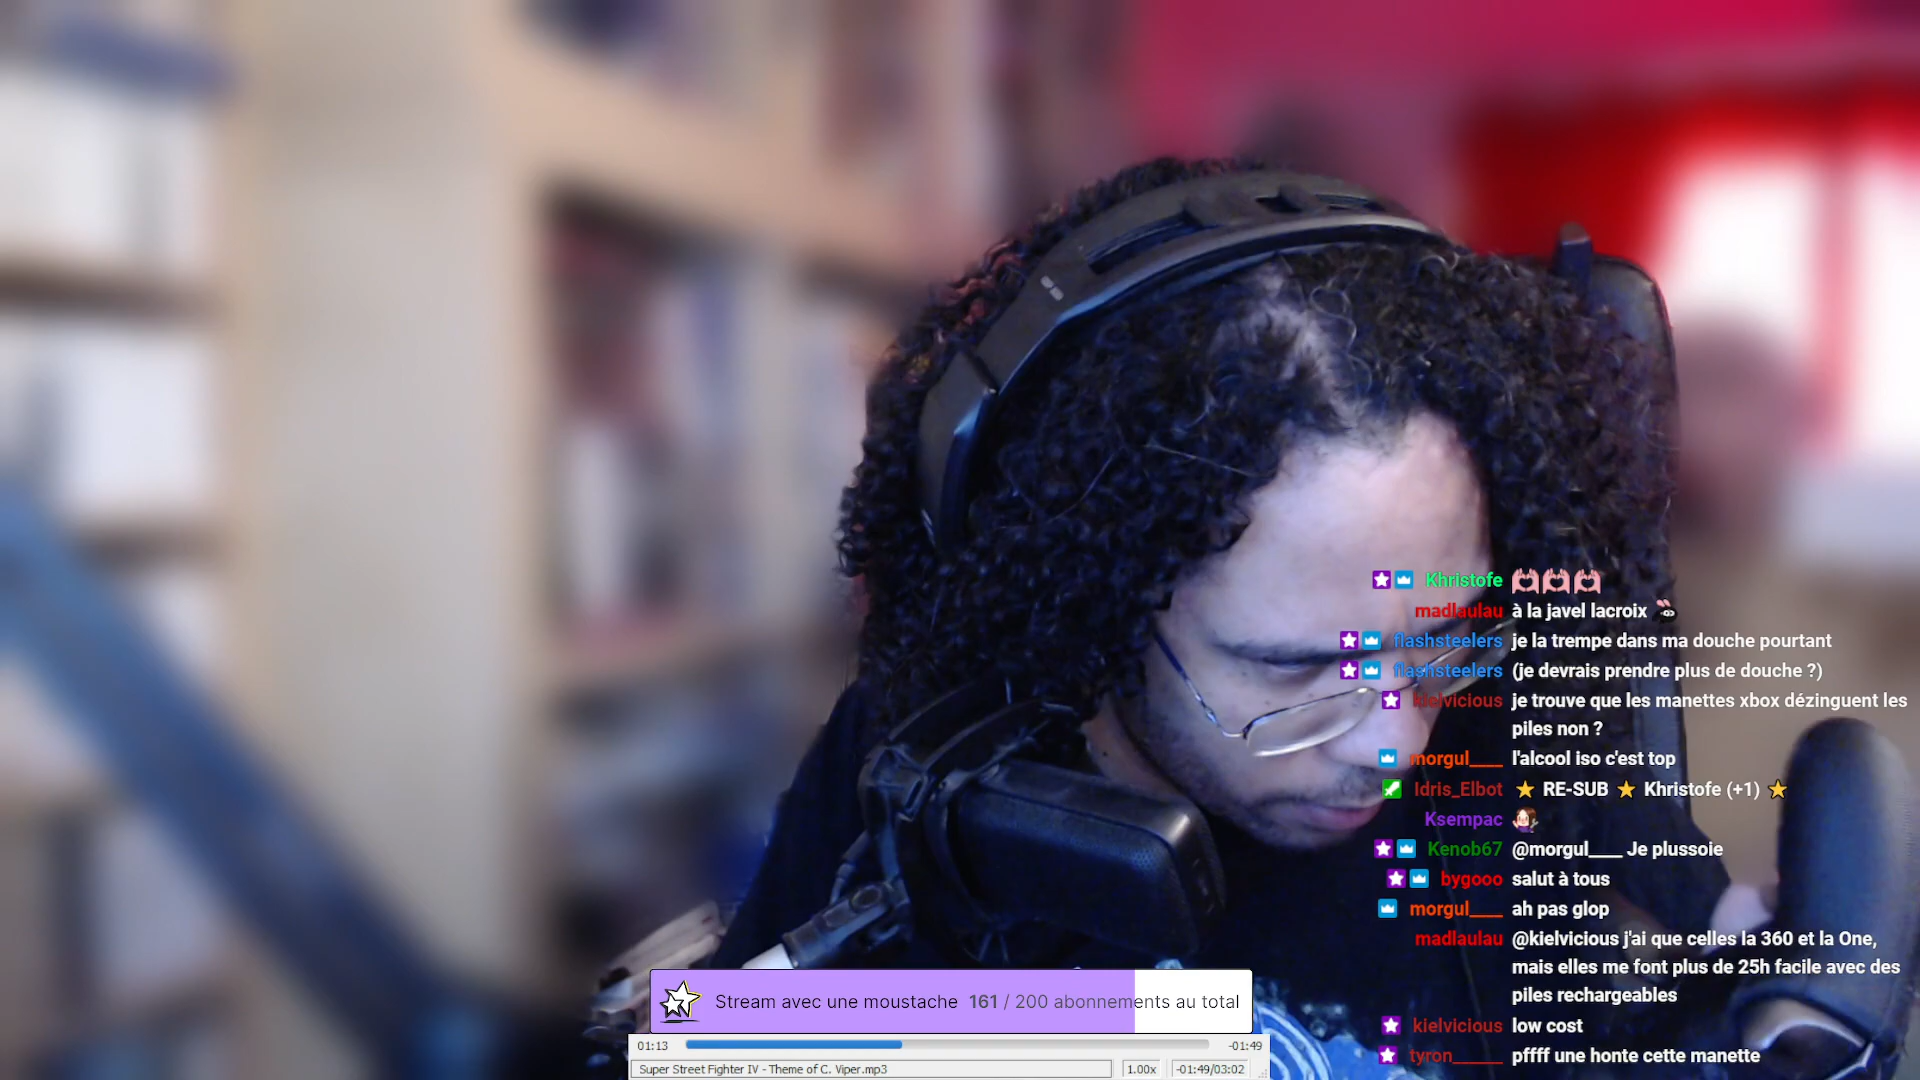 Khristofe
madlaulau à la javel lacroix
flashsteelers je la trempe dans ma douche pourtant
flashsteelers (je devrais prendre plus de douche ?)
kielvicious je trouve que les manettes xbox dézinguent les
piles non ?
morgul____ l'alcool iso c'est top
Idris_Elbot RE-SUB Khristofe (+1)
Ksempac
Kenob67 @morgul____ Je plussoie
bygooo salut à tous
morgul____ ah pas glop
madlaulau @kielvicious j'ai que celles la 360 et la One,
mais elles me font plus de 25h facile avec des
piles rechargeables
kielvicious low cost
tyron______ pffff une honte cette manette
Stream avec une moustache 161 / 200 abonnements au total
01:13 -01:49
Super Street Fighter IV - Theme of C. Viper.mp3 1.00x -01:49/03:02